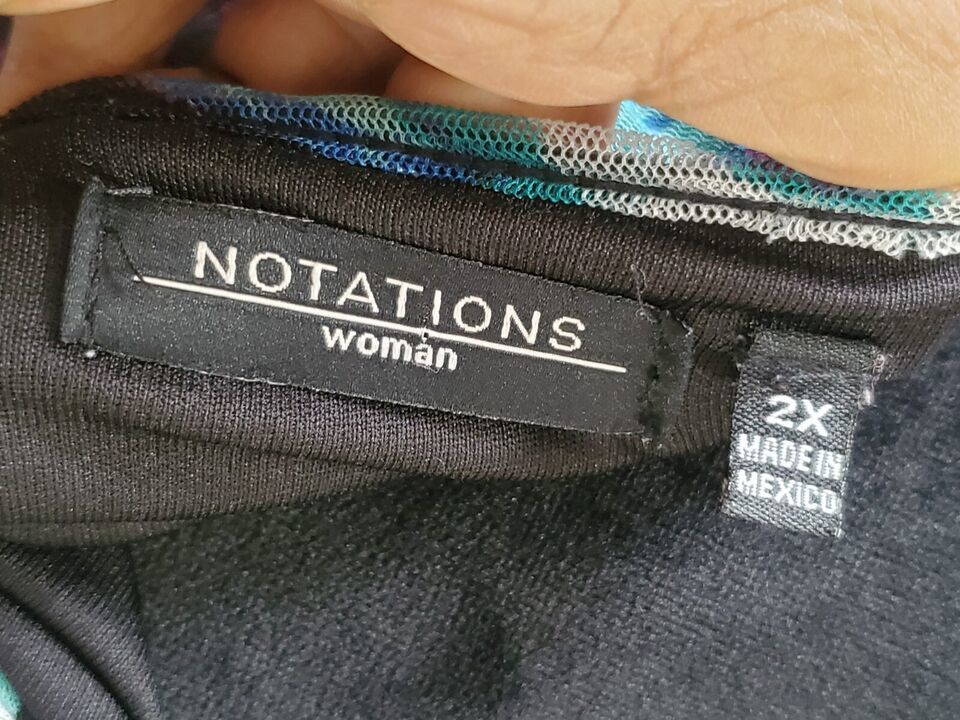 NOTATIONS
woman
2X
MADE IN
MEXICO